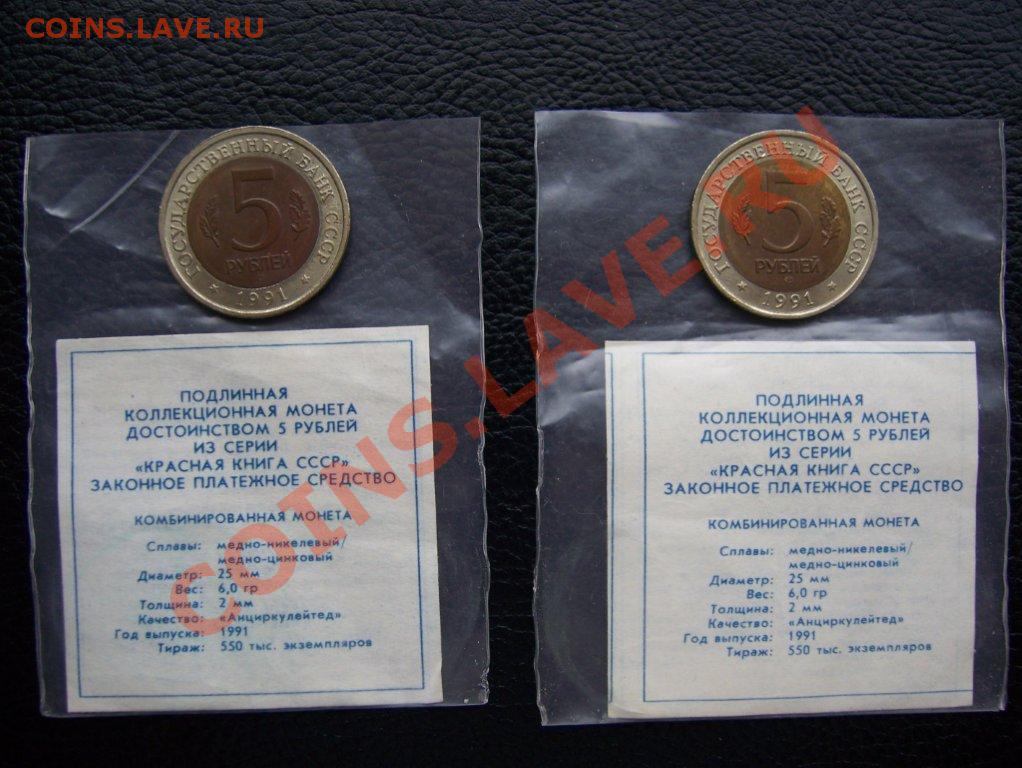 COINS.LAVE.RU
ГОСУДАРСТВЕННЫЙ БАНК СССР
5
РУБЛЕЙ
* 1991 *
ПОДЛИННАЯ
КОЛЛЕКЦИОННАЯ МОНЕТА
ДОСТОИНСТВОМ 5 РУБЛЕЙ
ИЗ СЕРИИ
«КРАСНАЯ КНИГА СССР»
ЗАКОННОЕ ПЛАТЕЖНОЕ СРЕДСТВО
КОМБИНИРОВАННАЯ МОНЕТА
Сплавы: медно-никелевый/
медно-цинковый
Диаметр: 25 мм
Вес: 6,0 гр
Толщина: 2 мм
Качество: «Анциркулейтед»
Год выпуска: 1991
Тираж: 550 тыс. экземпляров
ГОСУДАРСТВЕННЫЙ БАНК СССР
5
РУБЛЕЙ
* 1991 *
ПОДЛИННАЯ
КОЛЛЕКЦИОННАЯ МОНЕТА
ДОСТОИНСТВОМ 5 РУБЛЕЙ
ИЗ СЕРИИ
«КРАСНАЯ КНИГА СССР»
ЗАКОННОЕ ПЛАТЕЖНОЕ СРЕДСТВО
КОМБИНИРОВАННАЯ МОНЕТА
Сплавы: медно-никелевый/
медно-цинковый
Диаметр: 25 мм
Вес: 6,0 гр
Толщина: 2 мм
Качество: «Анциркулейтед»
Год выпуска: 1991
Тираж: 550 тыс. экземпляров
COINS.LAVE.RU